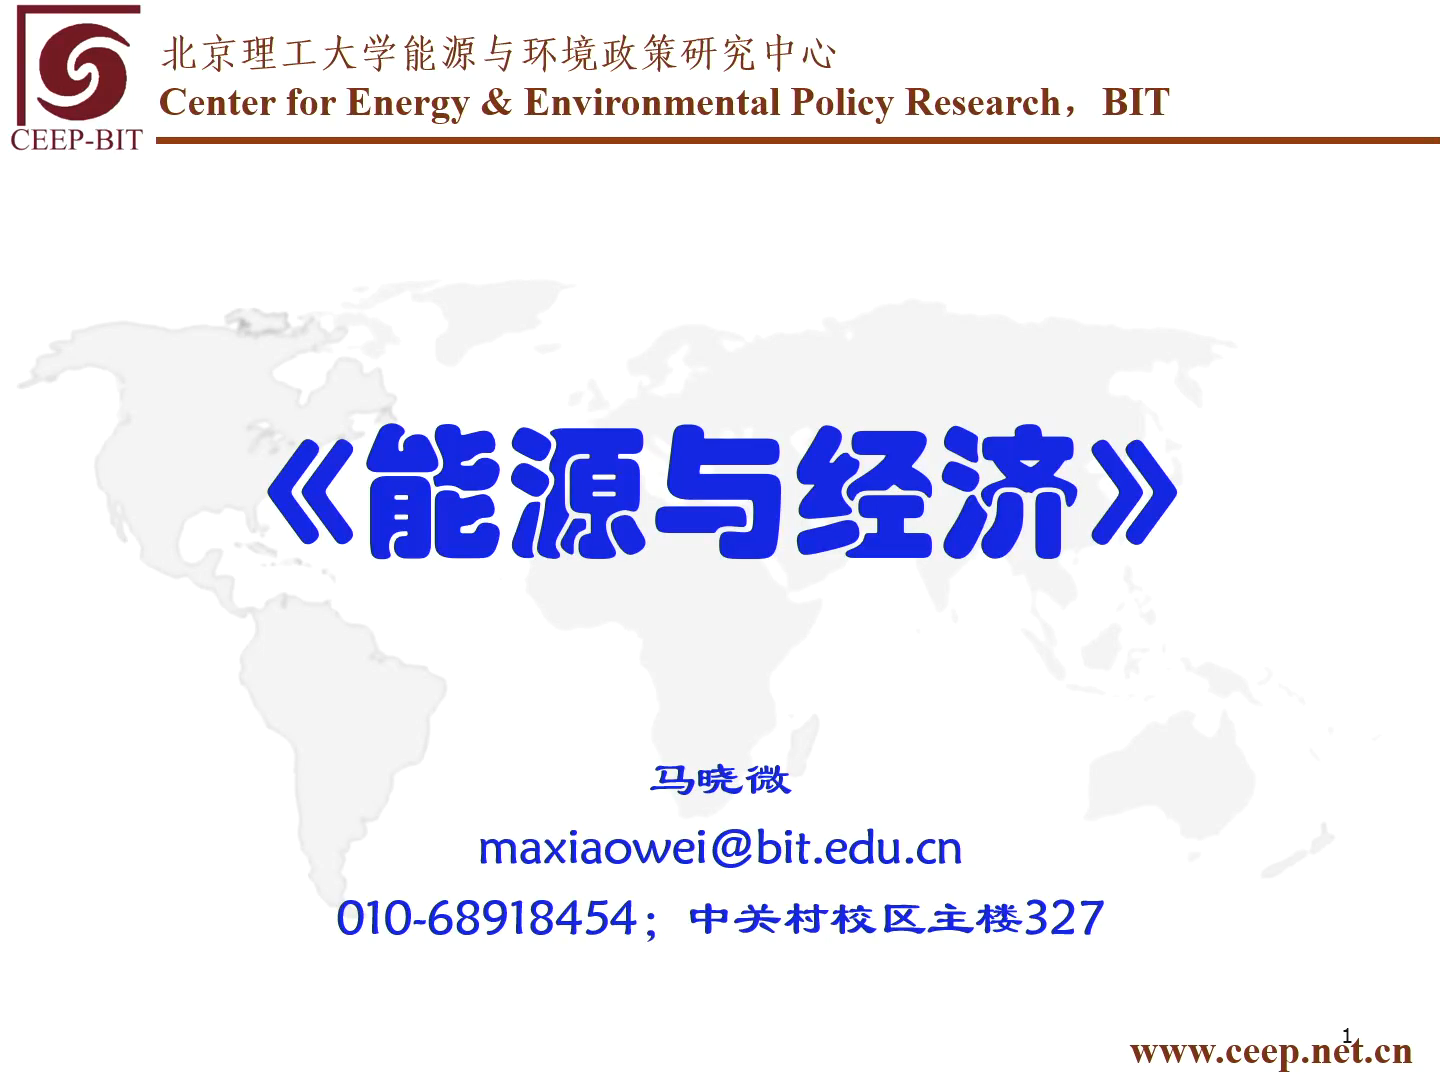 北京理工大学能源与环境政策研究中心
Center for Energy & Environmental Policy Research，BIT
CEEP-BIT
《能源与经济》
马晓微
maxiaowei@bit.edu.cn
010-68918454；中关村校区主楼327
1
www.ceep.net.cn